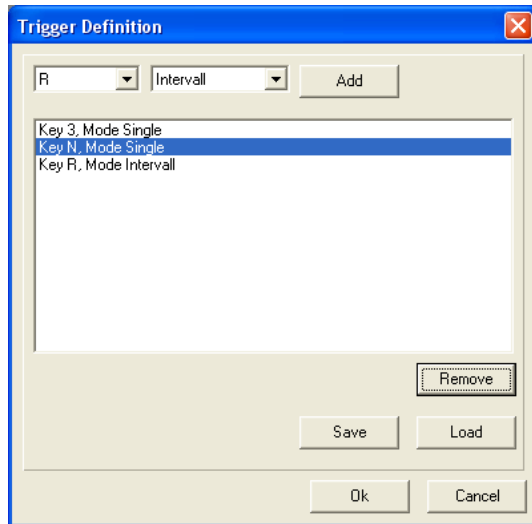 Trigger Definition
R Intervall Add
Key 3, Mode Single
Key N, Mode Single
Key R, Mode Intervall
Remove
Save Load
Ok Cancel